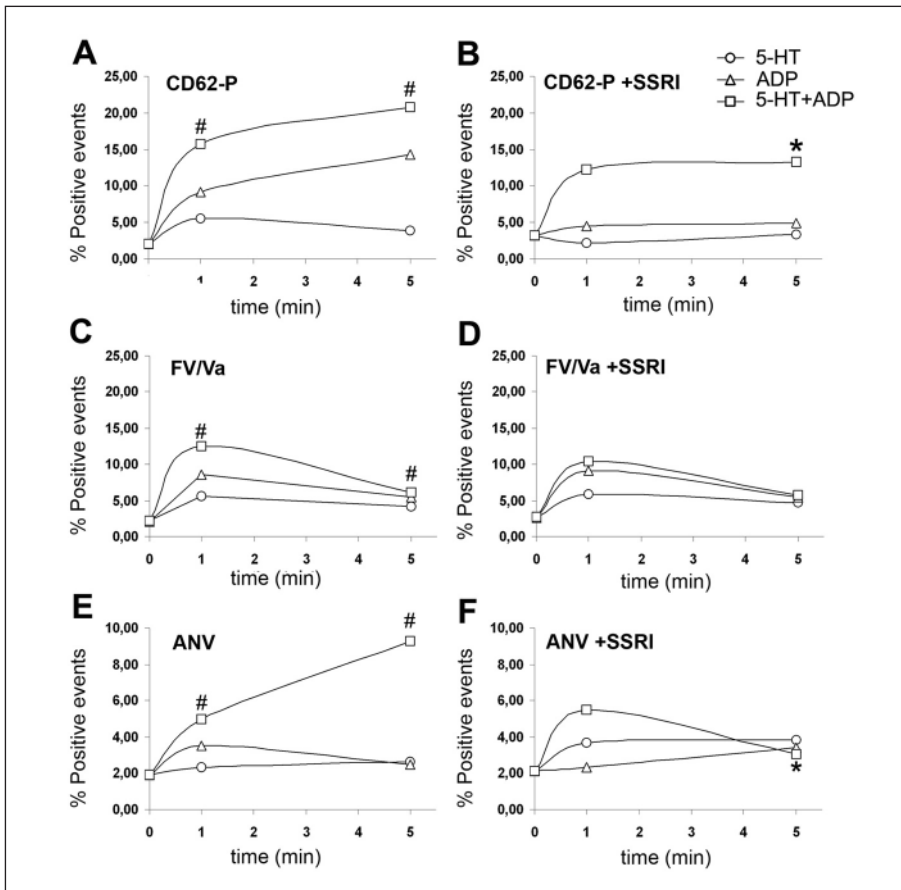 A
CD62-P
#
#
25,00
20,00
15,00
10,00
5,00
0,00
% Positive events
0 1 2 3 4 5
time (min)
B
CD62-P +SSRI
5-HT
ADP
5-HT+ADP
*
25,00
20,00
15,00
10,00
5,00
0,00
% Positive events
0 1 2 3 4 5
time (min)
C
FV/Va
#
#
25,00
20,00
15,00
10,00
5,00
0,00
% Positive events
0 1 2 3 4 5
time (min)
D
FV/Va +SSRI
25,00
20,00
15,00
10,00
5,00
0,00
% Positive events
0 1 2 3 4 5
time (min)
E
ANV
#
#
10,00
8,00
6,00
4,00
2,00
0,00
% Positive events
0 1 2 3 4 5
time (min)
F
ANV +SSRI
*
10,00
8,00
6,00
4,00
2,00
0,00
% Positive events
0 1 2 3 4 5
time (min)